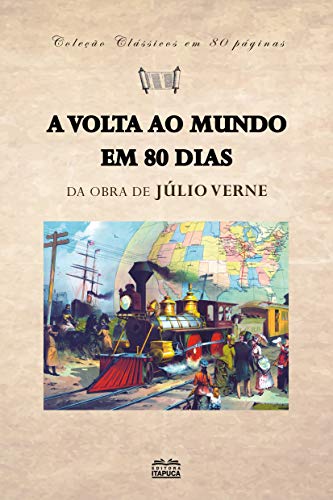 Coleção Clássicos em 80 páginas
A VOLTA AO MUNDO
EM 80 DIAS
DA OBRA DE JÚLIO VERNE
EDITORA
ITAPUCA